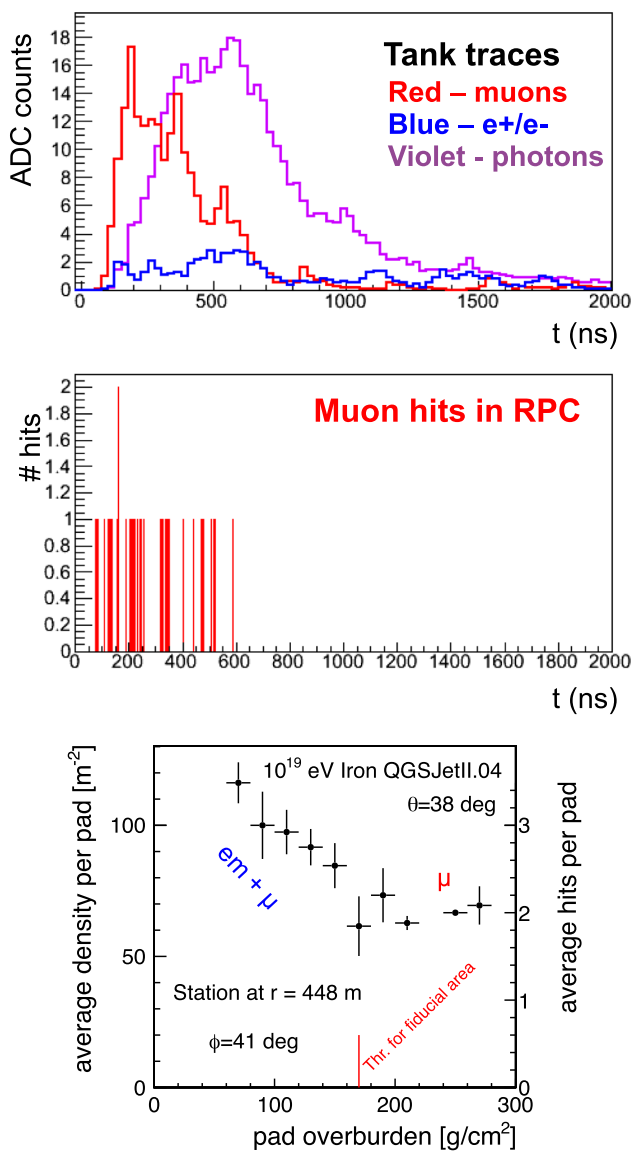 Tank traces
Red – muons
Blue – e+/e-
Violet - photons
ADC counts
18
16
14
12
10
8
6
4
2
0
0 500 1000 1500 2000
t (ns)
Muon hits in RPC
# hits
2
1.8
1.6
1.4
1.2
1
0.8
0.6
0.4
0.2
0
0 200 400 600 800 1000 1200 1400 1600 1800 2000
t (ns)
10¹⁹ eV Iron QGSJetII.04
θ=38 deg
em + μ
μ
Station at r = 448 m
ϕ=41 deg
Thr. for fiducial area
average density per pad [m⁻²]
100
50
0
average hits per pad
3
2
1
0
0 100 200 300
pad overburden [g/cm²]